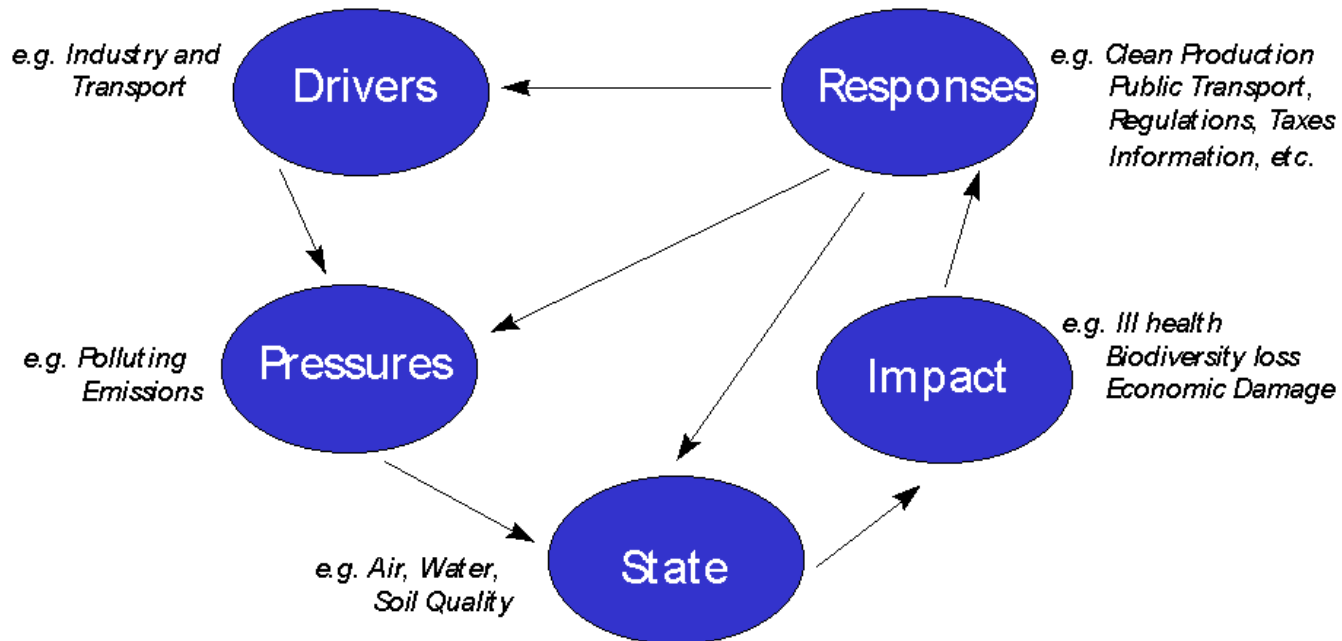 e.g. Industry and
Transport
Drivers
Responses
e.g. Clean Production
Public Transport,
Regulations, Taxes
Information, etc.
e.g. Polluting
Emissions
Pressures
Impact
e.g. Ill health
Biodiversity loss
Economic Damage
e.g. Air, Water,
Soil Quality
State